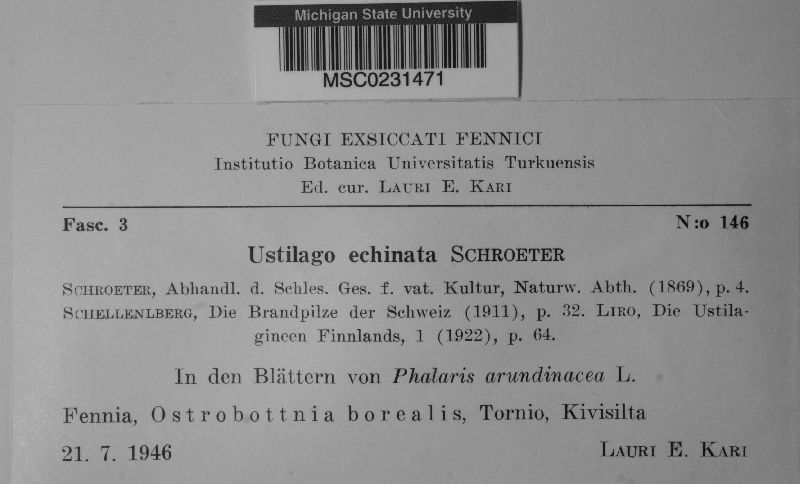 Michigan State University
MSC0231471
FUNGI EXSICCATI FENNICI
Institutio Botanica Universitatis Turkuensis
Ed. cur. LAURI E. KARI
Fasc. 3 N:o 146
Ustilago echinata SCHROETER
SCHROETER, Abhandl. d. Schles. Ges. f. vat. Kultur, Naturw. Abth. (1869), p. 4.
SCHELLENLBERG, Die Brandpilze der Schweiz (1911), p. 32. LIRO, Die Ustila-
gineen Finnlands, 1 (1922), p. 64.
In den Blättern von Phalaris arundinacea L.
Fennia, Ostrobottnia borealis, Tornio, Kivisilta
21. 7. 1946 LAURI E. KARI